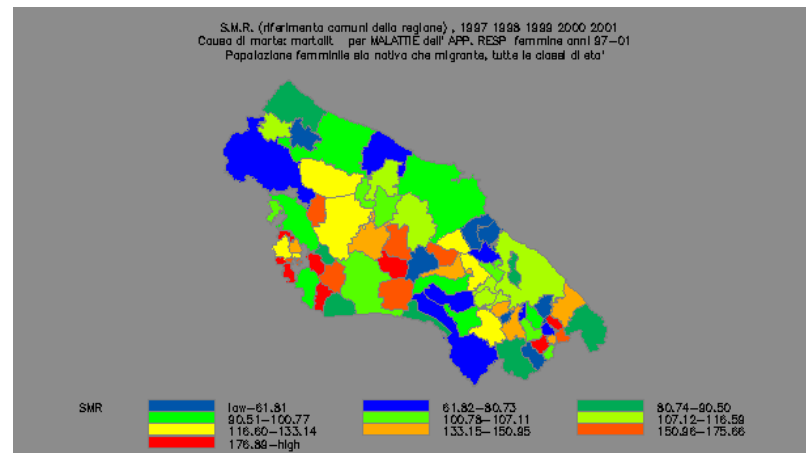 S.M.R. (riferimento comuni della regione) , 1997 1998 1999 2000 2001
Causa di morte: mortalit per MALATTIE dell' APP. RESP femmine anni 97-01
Popolazione femminile sia nativa che migrante, tutte le classi di eta'
SMR low-61.81 61.82-80.73 80.74-90.50
90.51-100.77 100.78-107.11 107.12-116.59
116.60-133.14 133.15-150.95 150.96-175.66
176.89-high